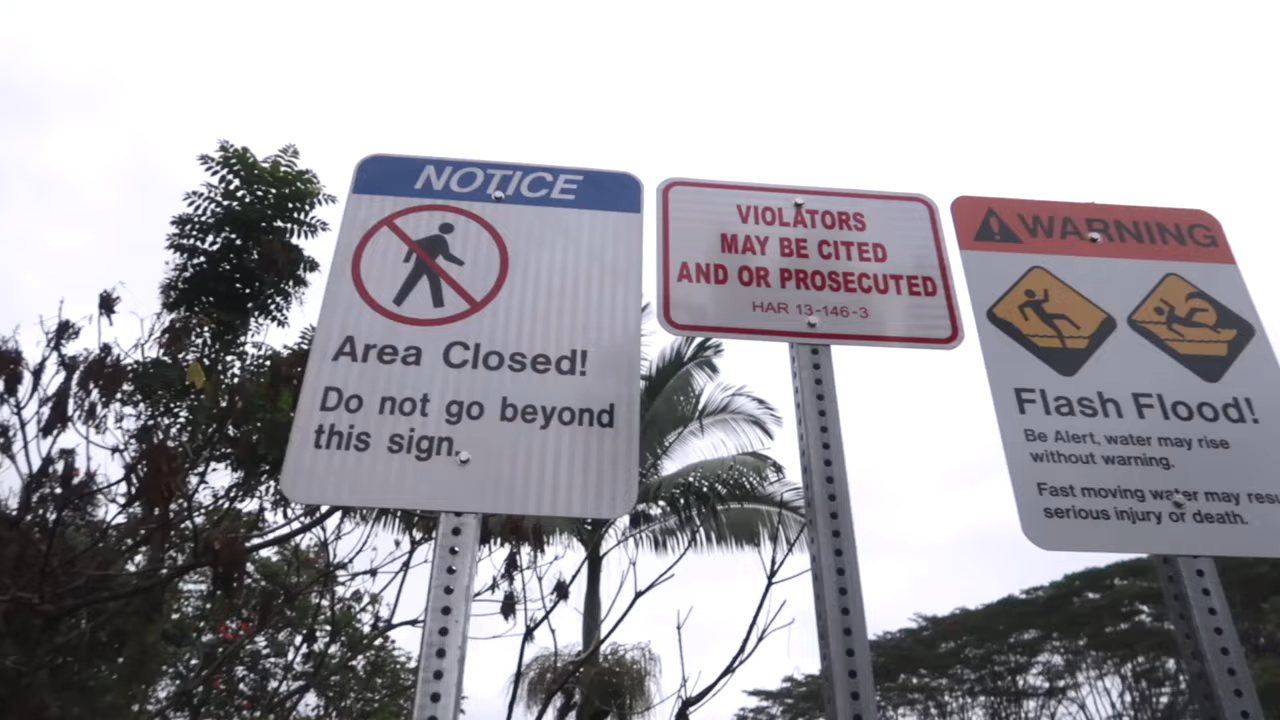 NOTICE
Area Closed!
Do not go beyond
this sign.
VIOLATORS
MAY BE CITED
AND OR PROSECUTED
HAR 13-146-3
WARNING
Flash Flood!
Be Alert, water may rise
without warning.
Fast moving water may
serious injury or death.